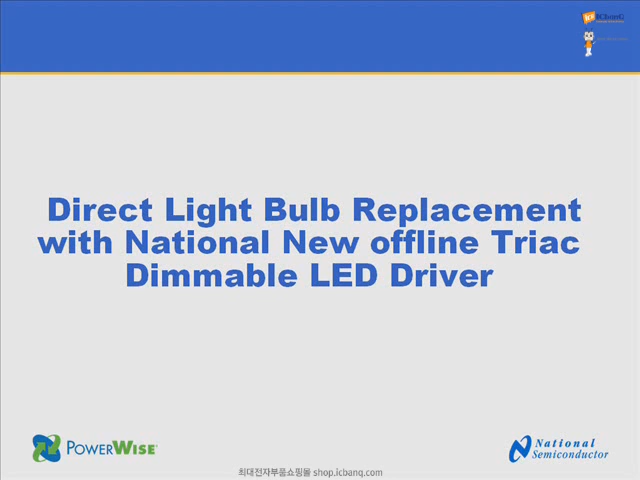 Direct Light Bulb Replacement
with National New offline Triac
Dimmable LED Driver
POWERWISE®
National
Semiconductor
최대전자부품쇼핑몰 shop.icbanq.com